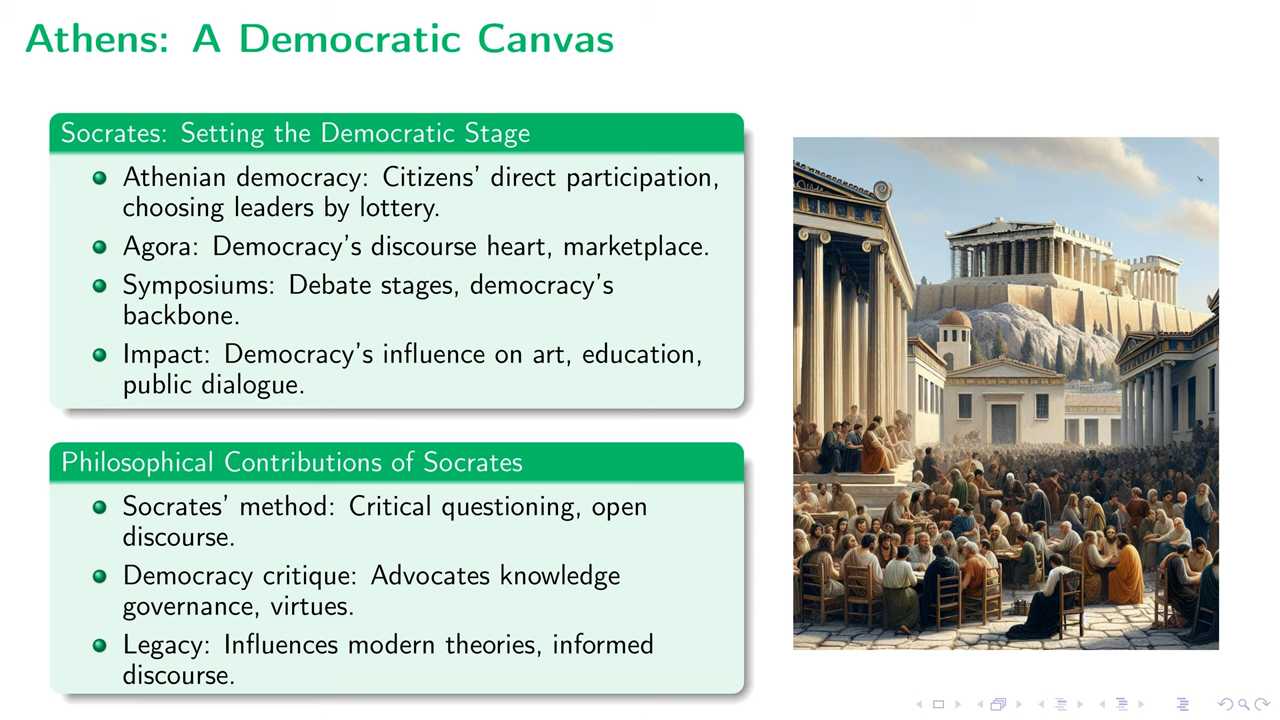 Athens: A Democratic Canvas
Socrates: Setting the Democratic Stage
Athenian democracy: Citizens' direct participation,
choosing leaders by lottery.
Agora: Democracy's discourse heart, marketplace.
Symposiums: Debate stages, democracy's
backbone.
Impact: Democracy's influence on art, education,
public dialogue.
Philosophical Contributions of Socrates
Socrates' method: Critical questioning, open
discourse.
Democracy critique: Advocates knowledge
governance, virtues.
Legacy: Influences modern theories, informed
discourse.